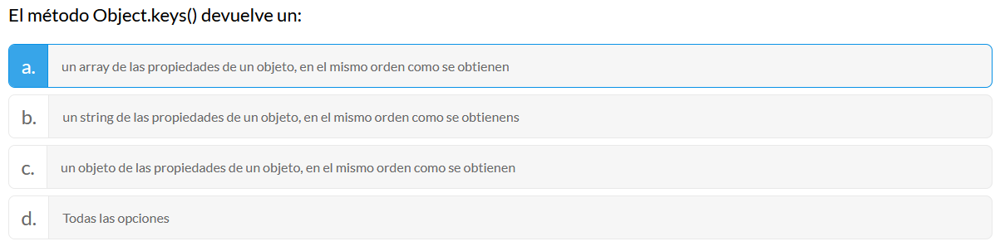 El método Object.keys() devuelve un:
a. un array de las propiedades de un objeto, en el mismo orden como se obtienen
b. un string de las propiedades de un objeto, en el mismo orden como se obtienens
c. un objeto de las propiedades de un objeto, en el mismo orden como se obtienen
d. Todas las opciones